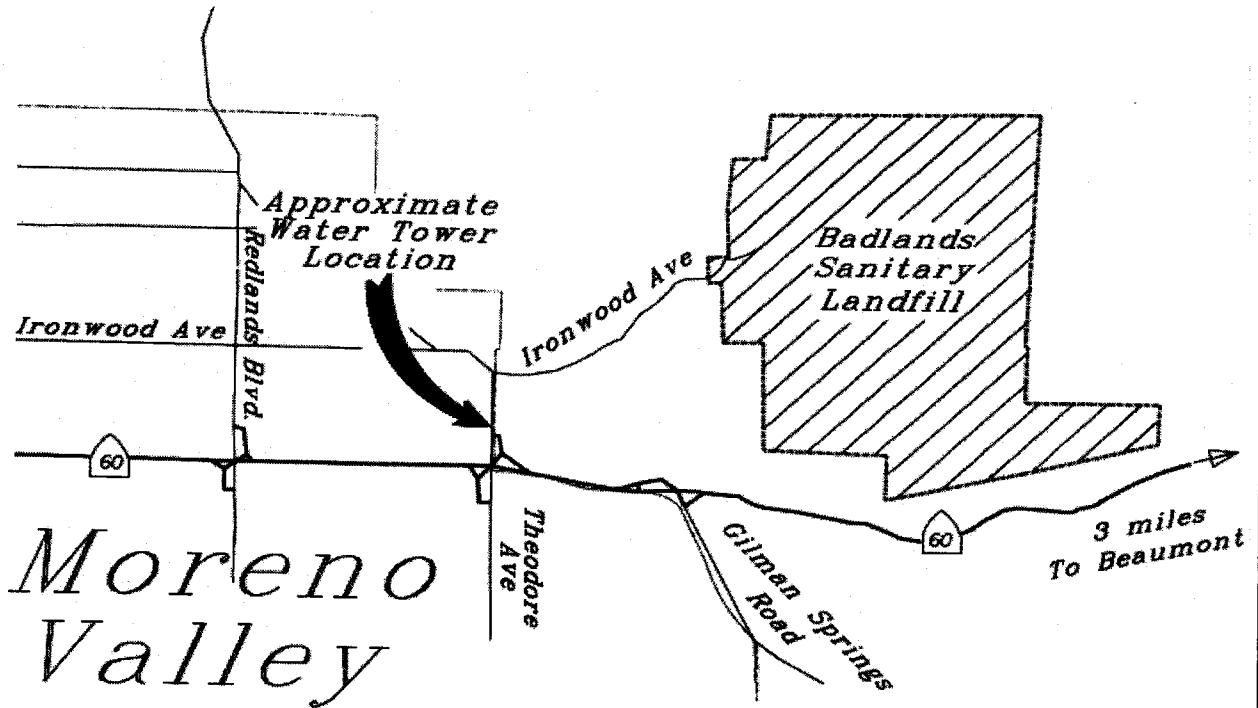 Approximate
Water Tower
Location
Redlands Blvd.
Ironwood Ave
Ironwood Ave
Badlands
Sanitary
Landfill
60
60
3 miles
To Beaumont
Theodore
Ave
Gilman Springs
Road
Moreno
Valley